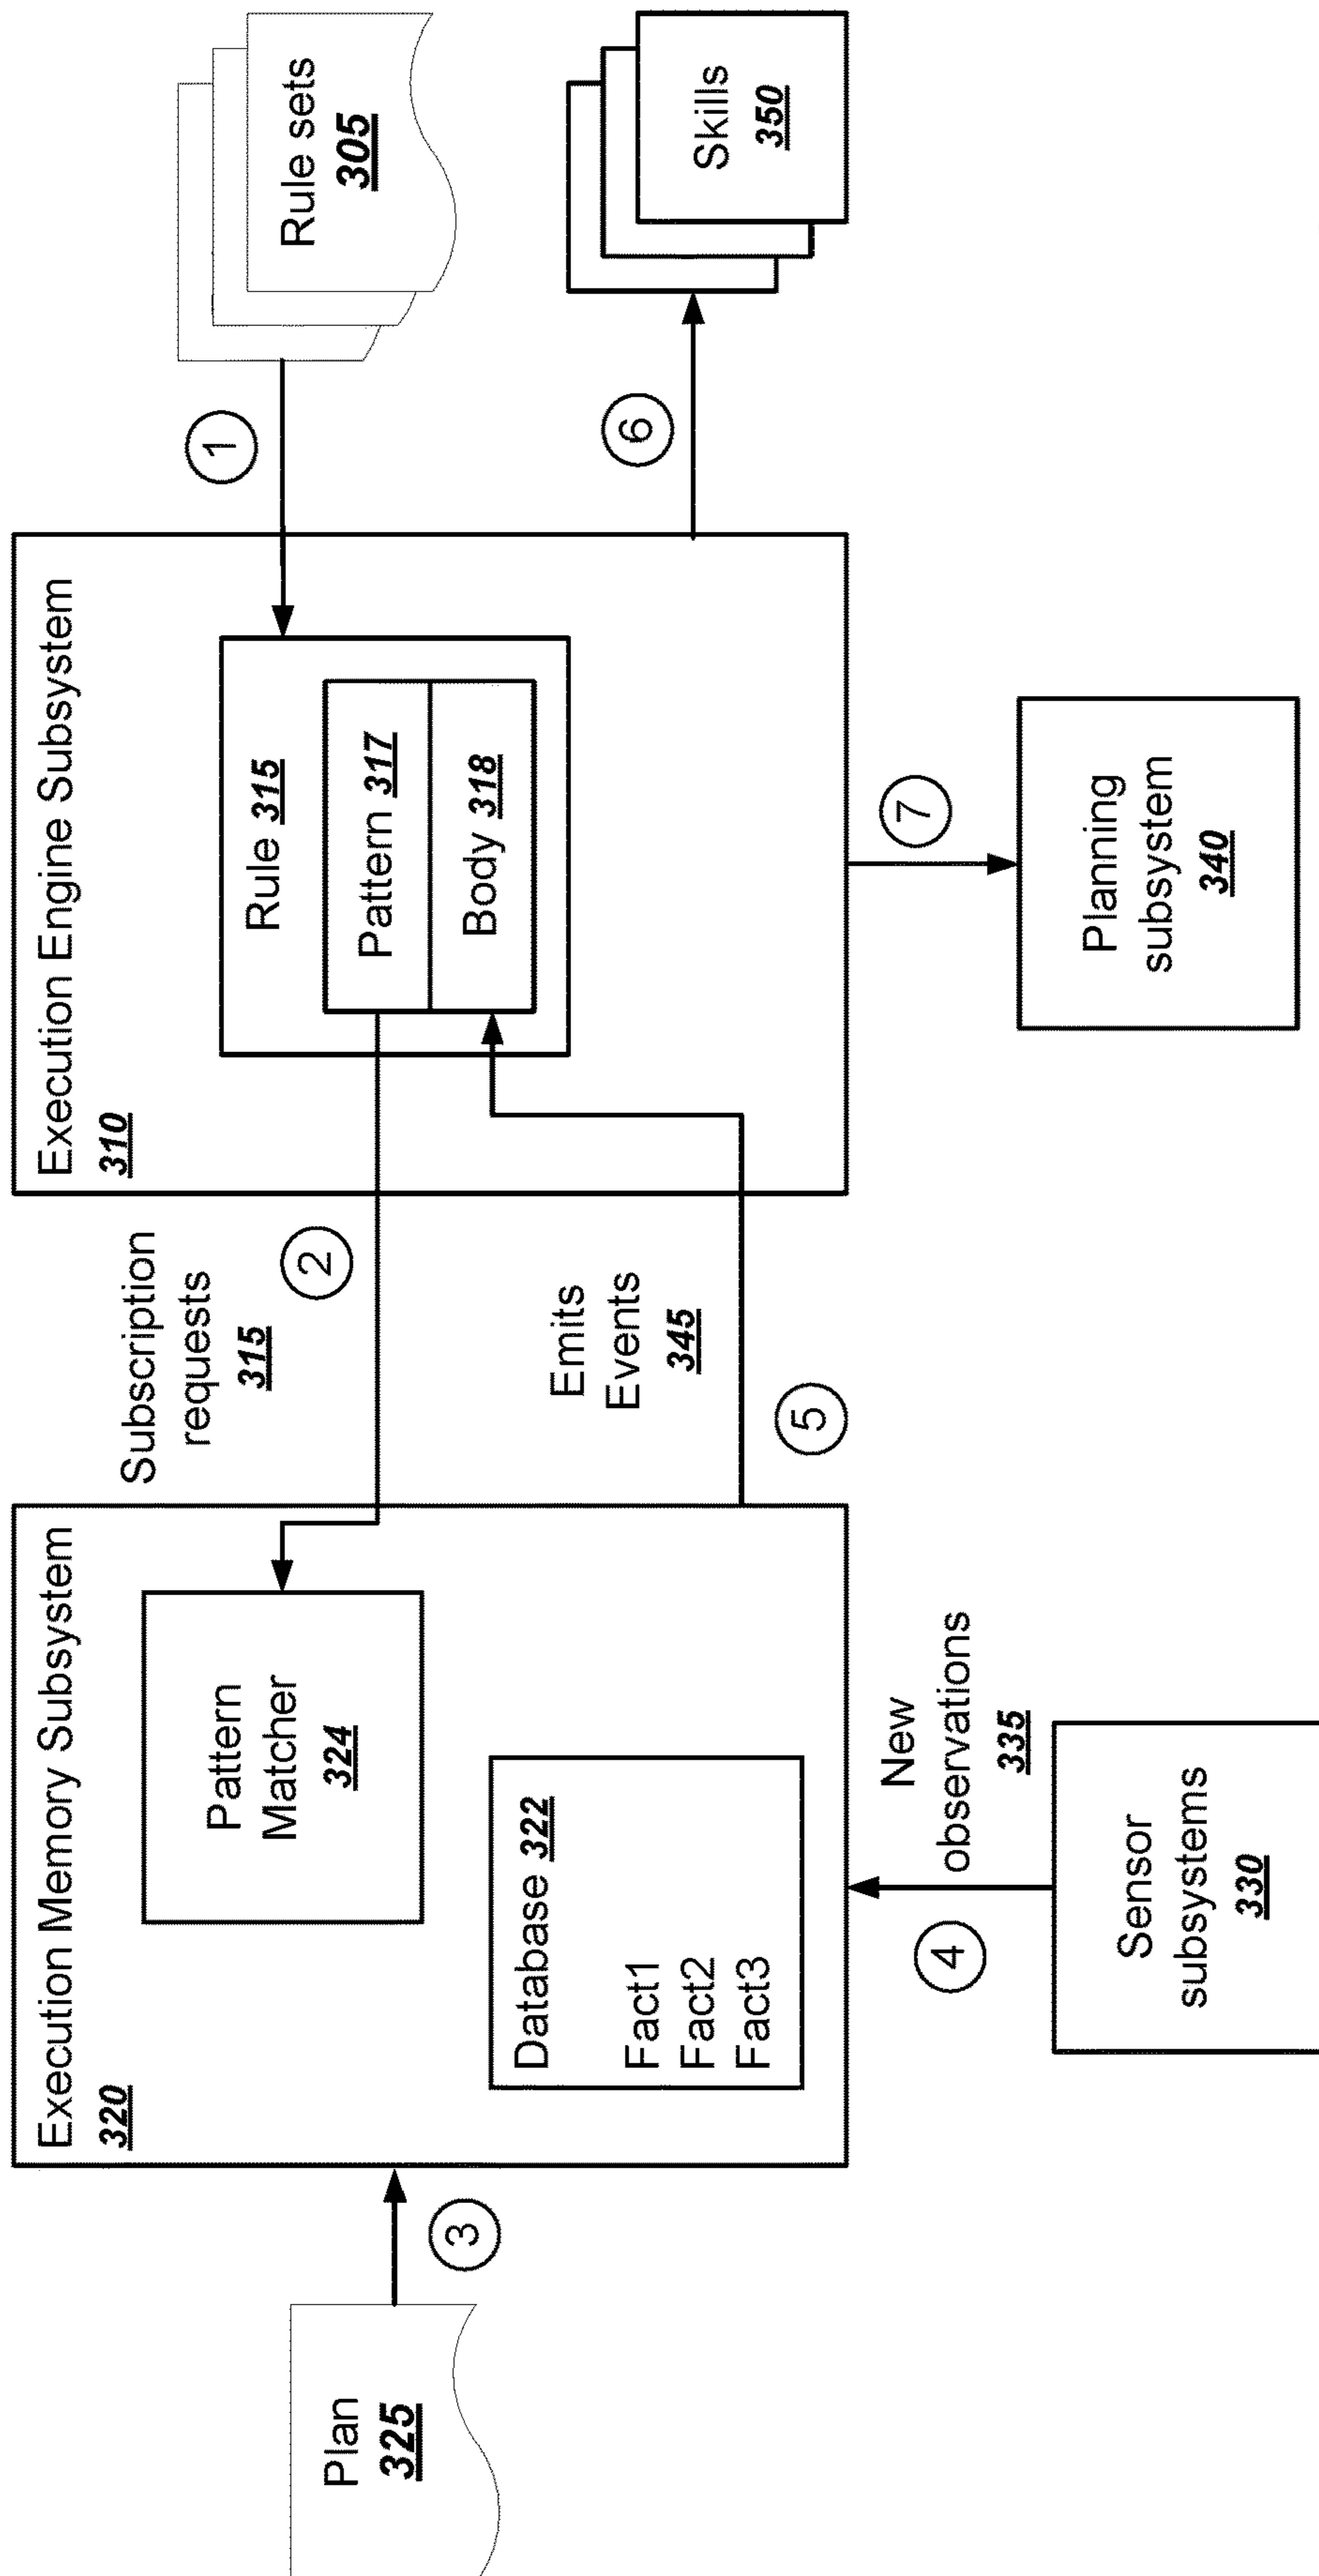 Plan
325
3
Execution Memory Subsystem
320
Pattern
Matcher
324
Database 322
Fact1
Fact2
Fact3
4
New
observations
335
Sensor
subsystems
330
Subscription
requests
315
2
Emits
Events
345
5
Execution Engine Subsystem
310
Rule 315
Pattern 317
Body 318
7
Planning
subsystem
340
1
Rule sets
305
6
Skills
350